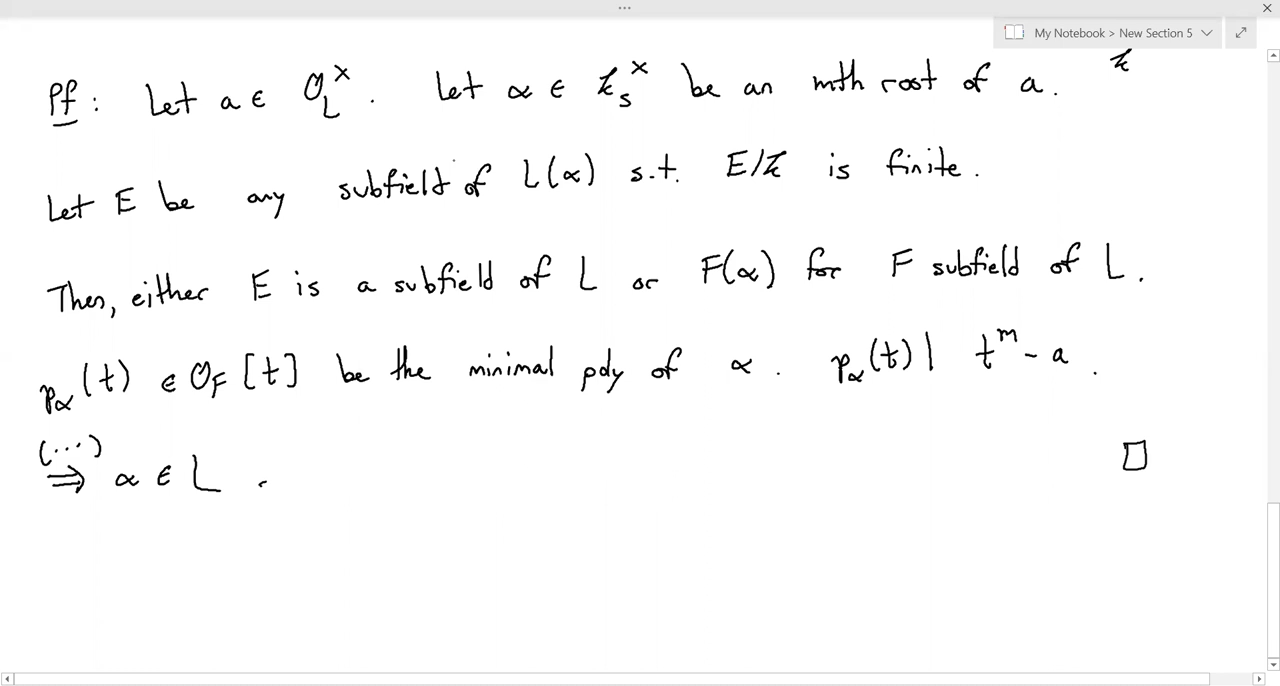 My Notebook > New Section 5
k
Pf : Let a ∈ O_L^×. Let α ∈ k_s^× be an mth root of a.
Let E be any subfield of L(α) s.t. E/k is finite.
Then, either E is a subfield of L or F(α) for F subfield of L.
p_α(t) ∈ O_F[t] be the minimal poly of α. p_α(t) | t^m - a.
(...)
⇒ α ∈ L.
□